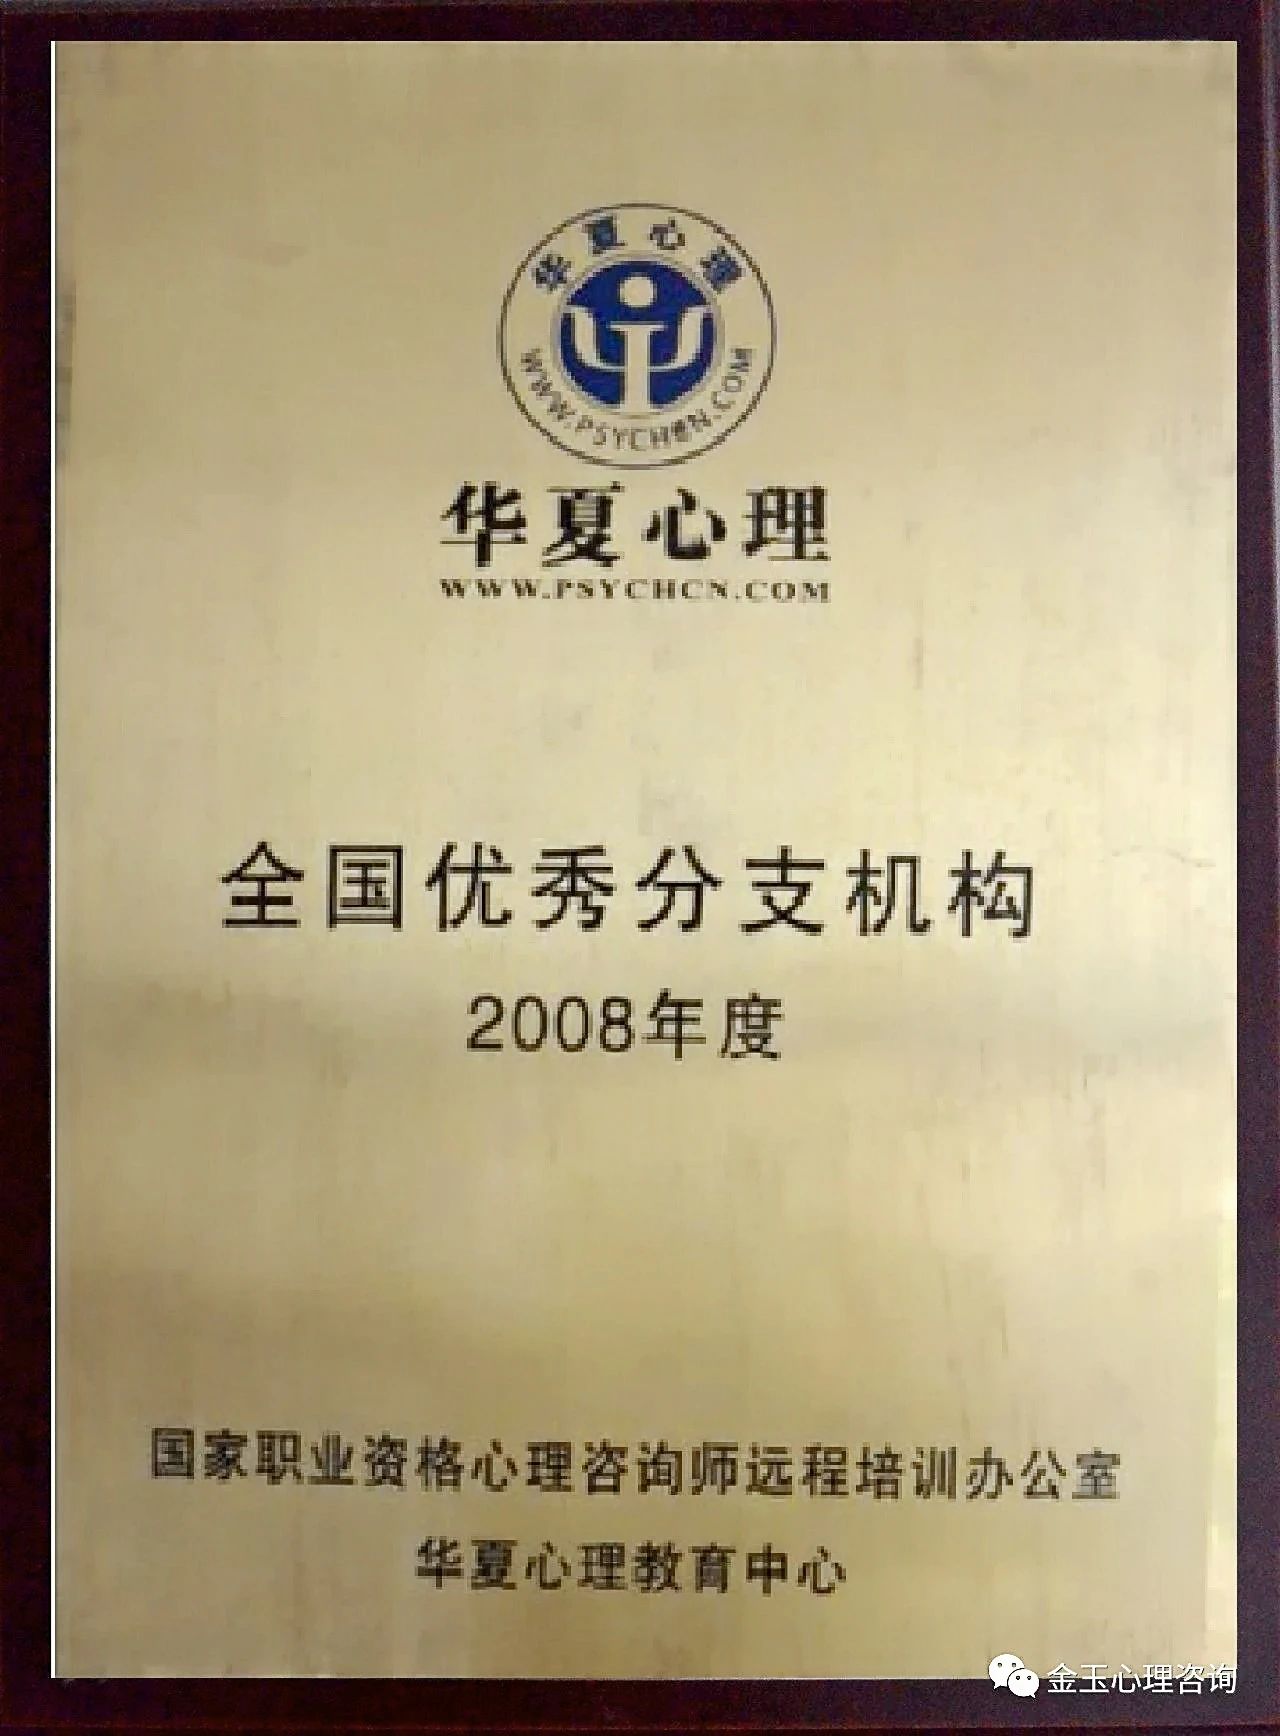 华夏心理
WWW.PSYCHCN.COM
华夏心理
WWW.PSYCHCN.COM
全国优秀分支机构
2008年度
国家职业资格心理咨询师远程培训办公室
华夏心理教育中心
金玉心理咨询